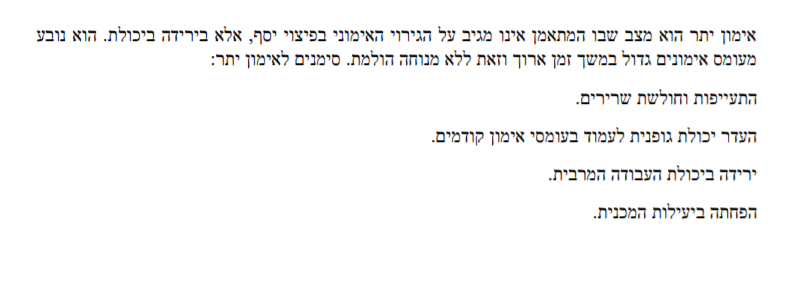 אימון יתר הוא מצב שבו המתאמן אינו מגיב על הגירוי האימוני בפיצוי יסף, אלא בירידה ביכולת. הוא נובע
מעומס אימונים גדול במשך זמן ארוך וזאת ללא מנוחה הולמת. סימנים לאימון יתר:
התעייפות וחולשת שרירים.
העדר יכולת גופנית לעמוד בעומסי אימון קודמים.
ירידה ביכולת העבודה המרבית.
הפחתה ביעילות המכנית.